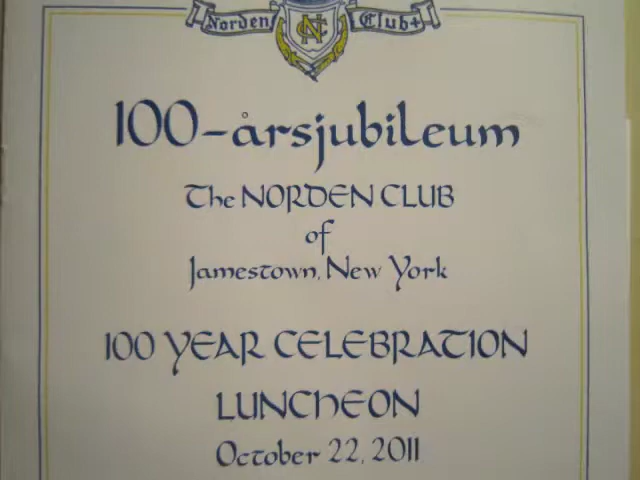 Norden NC Club
100-årsjubileum
The NORDEN CLUB
of
Jamestown, New York
100 YEAR CELEBRATION
LUNCHEON
October 22, 2011